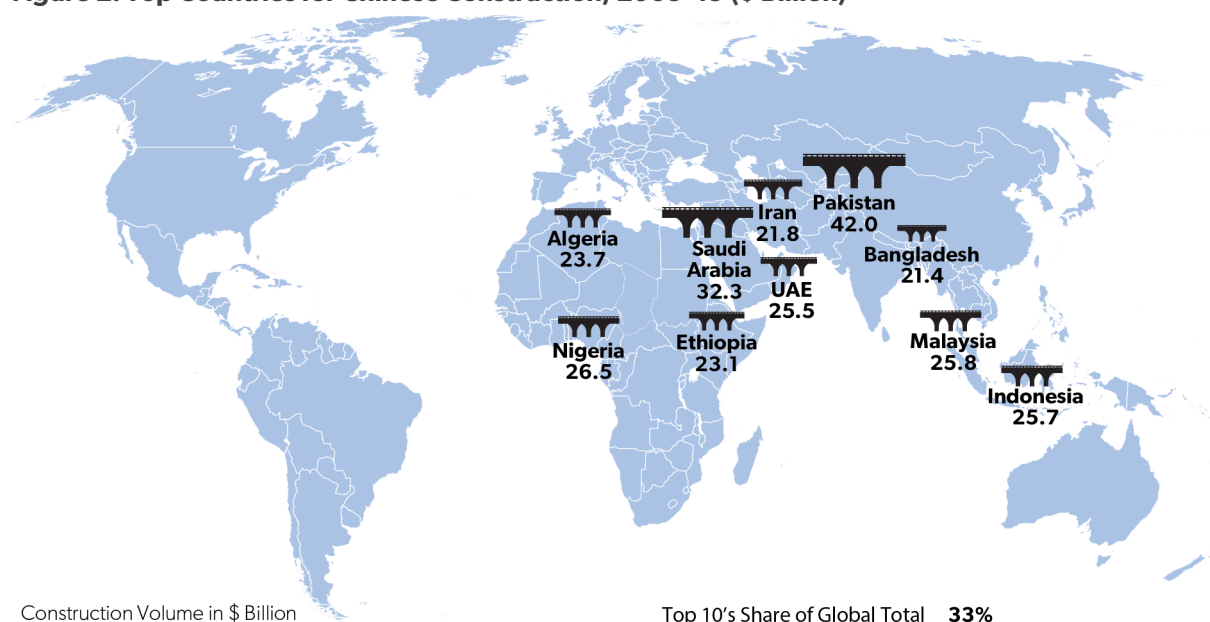 Algeria
23.7
Saudi
Arabia
32.3
Iran
21.8
Pakistan
42.0
Bangladesh
21.4
UAE
25.5
Nigeria
26.5
Ethiopia
23.1
Malaysia
25.8
Indonesia
25.7
Construction Volume in $ Billion
Top 10's Share of Global Total 33%